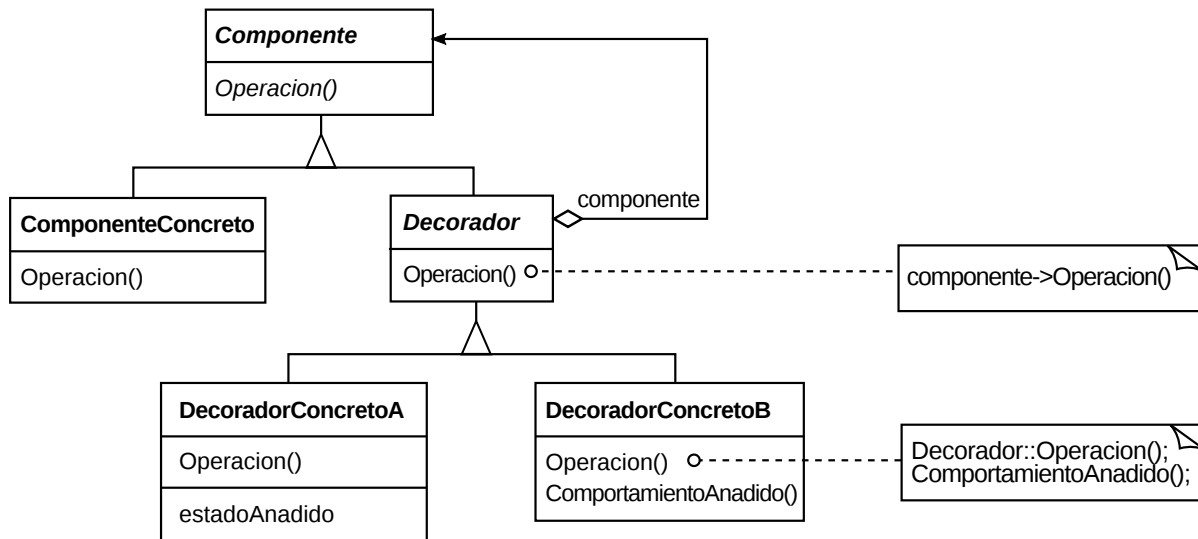 Componente
Operacion()
componente
ComponenteConcreto
Operacion()
Decorador
Operacion()
componente->Operacion()
DecoradorConcretoA
Operacion()
estadoAnadido
DecoradorConcretoB
Operacion()
ComportamientoAnadido()
Decorador::Operacion();
ComportamientoAnadido();